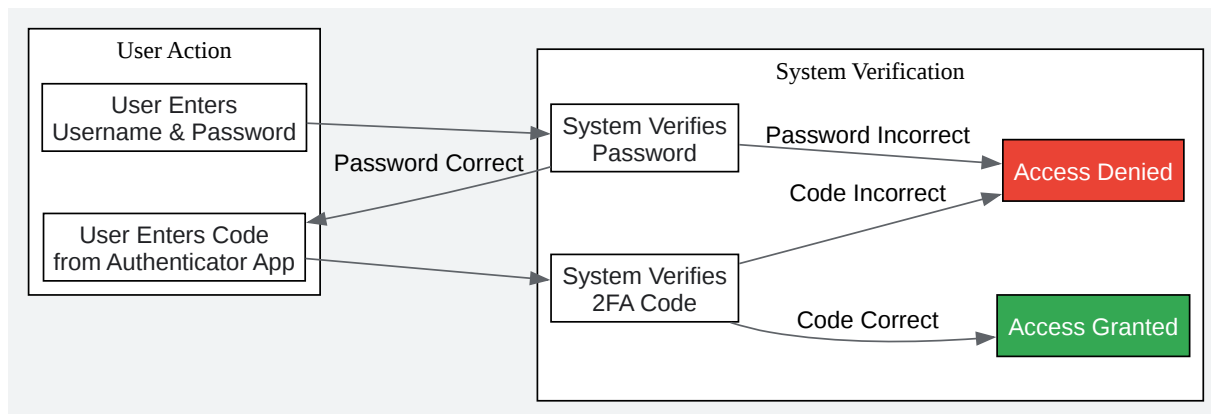 User Action
User Enters
Username & Password
User Enters Code
from Authenticator App
Password Correct
System Verification
System Verifies
Password
Password Incorrect
Access Denied
Code Incorrect
System Verifies
2FA Code
Code Correct
Access Granted